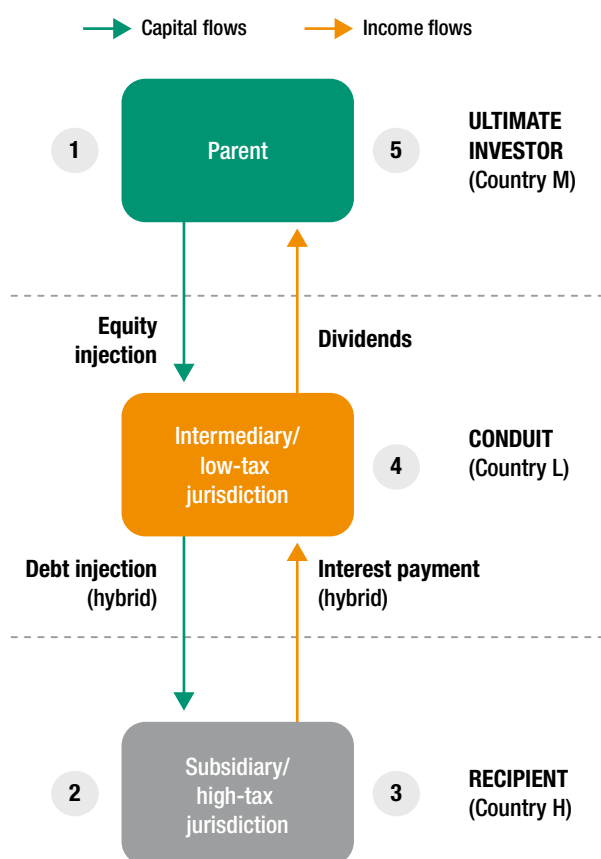 Capital flows
Income flows
1
Parent
5
ULTIMATE
INVESTOR
(Country M)
Equity
injection
Dividends
Intermediary/
low-tax
jurisdiction
4
CONDUIT
(Country L)
Debt injection
(hybrid)
Interest payment
(hybrid)
2
Subsidiary/
high-tax
jurisdiction
3
RECIPIENT
(Country H)